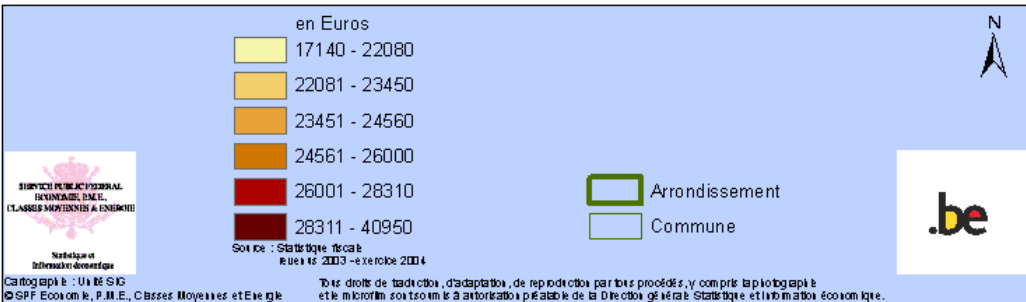 en Euros
N
17140 - 22080
22081 - 23450
23451 - 24560
24561 - 26000
26001 - 28310
28311 - 40950
Arrondissement
Commune
SERVICE PUBLIC FEDERAL
ECONOMIE, P.M.E.,
CLASSES MOYENNES & ENERGIE
Statistique et
Information économique
.be
Source : Statistique fiscale
revenus 2003 - exercice 2004
Cartographie : Unité SIG
© SPF Economie, P.M.E., Classes Moyennes et Energie
Tous droits de traduction, d'adaptation, de reproduction par tous procédés, y compris la photographie
et le microfilm sont soumis à autorisation préalable de la Direction générale Statistique et Information économique.